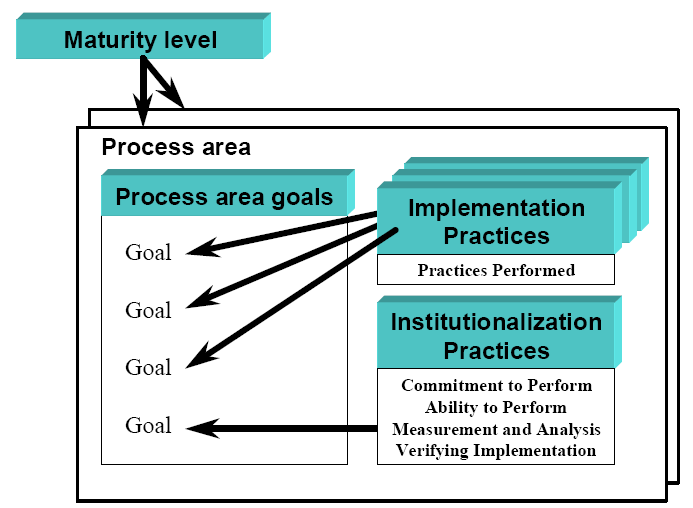 Maturity level
Process area
Process area goals
Goal
Goal
Goal
Goal
Implementation
Practices
Practices Performed
Institutionalization
Practices
Commitment to Perform
Ability to Perform
Measurement and Analysis
Verifying Implementation